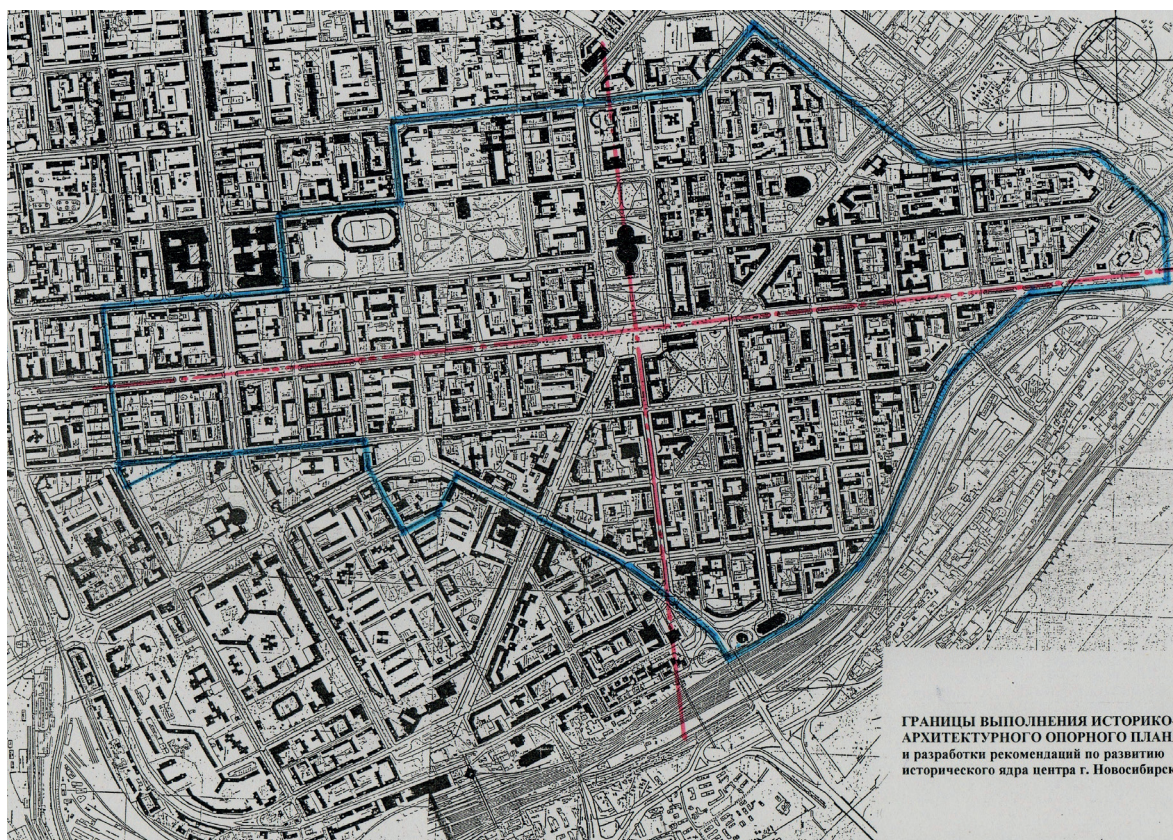 ГРАНИЦЫ ВЫПОЛНЕНИЯ ИСТОРИКО-
АРХИТЕКТУРНОГО ОПОРНОГО ПЛАН
и разработки рекомендаций по развитию
исторического ядра центра г. Новосибирск